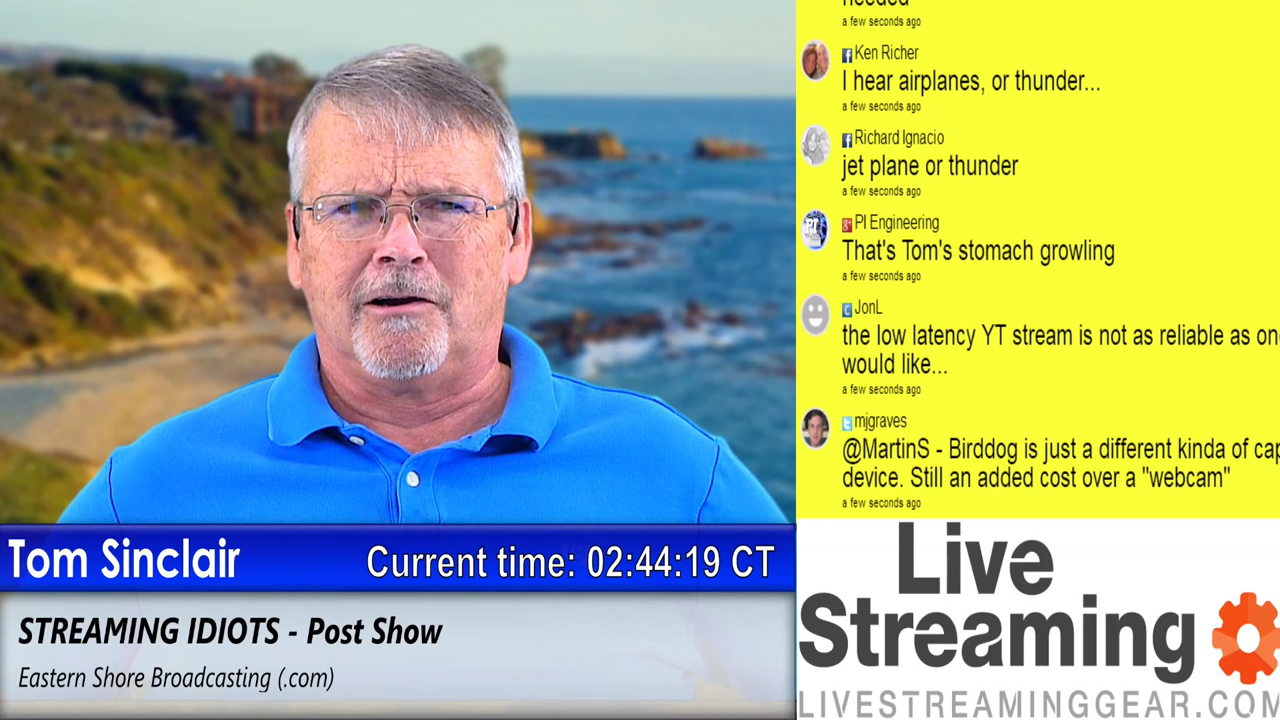 needed
a few seconds ago
Ken Richer
I hear airplanes, or thunder...
a few seconds ago
Richard Ignacio
jet plane or thunder
a few seconds ago
PI Engineering
That's Tom's stomach growling
a few seconds ago
JonL
the low latency YT stream is not as reliable as one
would like...
a few seconds ago
mjgraves
@MartinS - Birddog is just a different kinda of cap
device. Still an added cost over a "webcam"
a few seconds ago
Tom Sinclair
Current time: 02:44:19 CT
STREAMING IDIOTS - Post Show
Eastern Shore Broadcasting (.com)
Live
Streaming
LIVESTREAMINGGEAR.COM